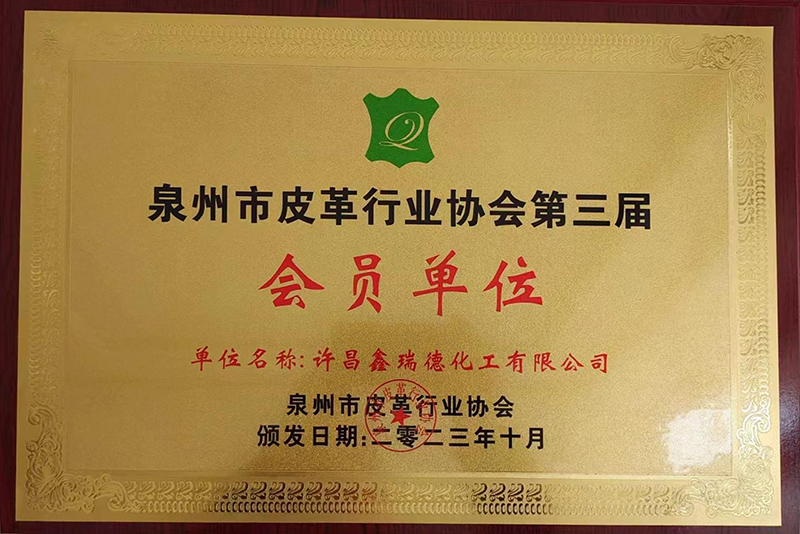 Q
泉州市皮革行业协会第三届
会员单位
单位名称:许昌鑫瑞德化工有限公司
泉州市皮革行业协会
颁发日期:二零二三年十月